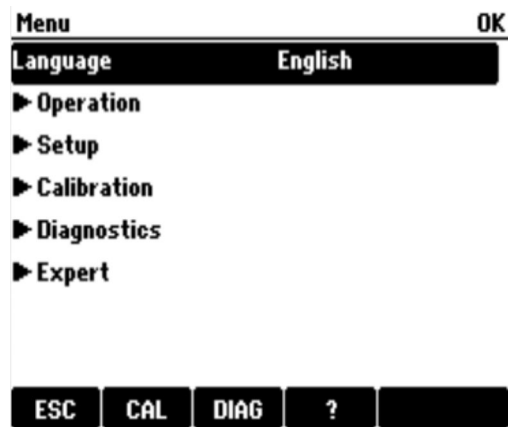 Menu OK
Language English
Operation
Setup
Calibration
Diagnostics
Expert
ESC CAL DIAG ?